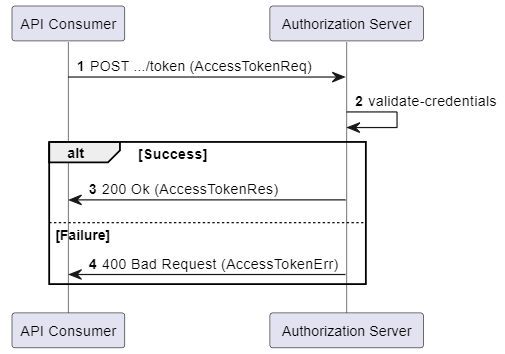 API Consumer
Authorization Server
1 POST .../token (AccessTokenReq)
2 validate-credentials
alt [Success]
3 200 Ok (AccessTokenRes)
[Failure]
4 400 Bad Request (AccessTokenErr)
API Consumer
Authorization Server